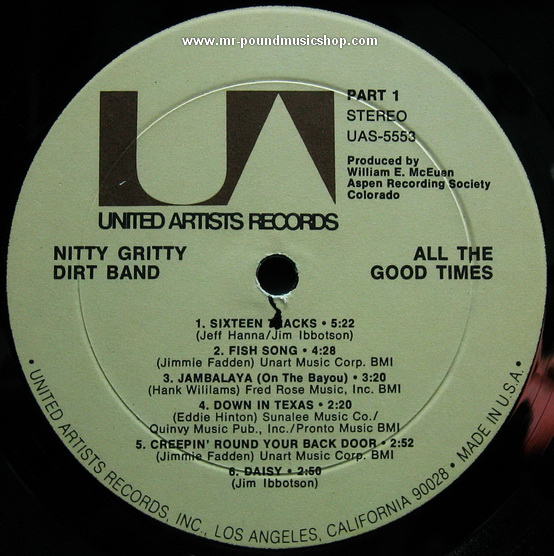 www.mr-poundmusicshop.com
UA
UNITED ARTISTS RECORDS
PART 1
STEREO
UAS-5553
Produced by
William E. McEuen
Aspen Recording Society
Colorado
NITTY GRITTY
DIRT BAND
ALL THE
GOOD TIMES
1. SIXTEEN TRACKS • 5:22
(Jeff Hanna/Jim Ibbotson)
2. FISH SONG • 4:28
(Jimmie Fadden) Unart Music Corp. BMI
3. JAMBALAYA (On The Bayou) • 3:20
(Hank Williams) Fred Rose Music, Inc. BMI
4. DOWN IN TEXAS • 2:20
(Eddie Hinton) Sunalee Music Co./
Quinvy Music Pub., Inc./Pronto Music BMI
5. CREEPIN' ROUND YOUR BACK DOOR • 2:52
(Jimmie Fadden) Unart Music Corp. BMI
6. DAISY • 2:50
(Jim Ibbotson)
• UNITED ARTISTS RECORDS, INC., LOS ANGELES, CALIFORNIA 90028 • MADE IN U.S.A. •